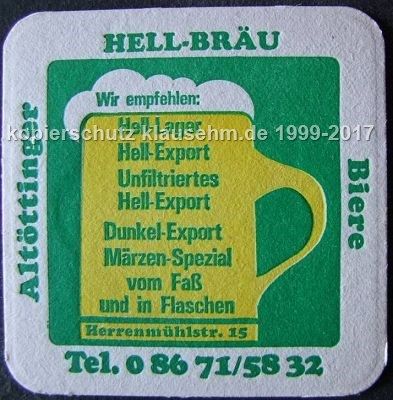 HELL-BRÄU
Altöttinger
Biere
Wir empfehlen:
Hell-Lager
kopierschutz klausehm.de 1999-2017
Hell-Export
Unfiltriertes
Hell-Export
Dunkel-Export
Märzen-Spezial
vom Faß
und in Flaschen
Herrenmühlstr. 15
Tel. 0 86 71/58 32